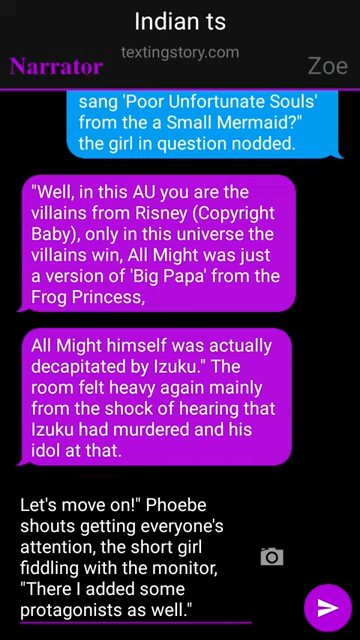 Indian ts
textingstory.com
Narrator
Zoe
sang 'Poor Unfortunate Souls'
from the a Small Mermaid?"
the girl in question nodded.
"Well, in this AU you are the
villains from Risney (Copyright
Baby), only in this universe the
villains win, All Might was just
a version of 'Big Papa' from the
Frog Princess,
All Might himself was actually
decapitated by Izuku." The
room felt heavy again mainly
from the shock of hearing that
Izuku had murdered and his
idol at that.
Let's move on!" Phoebe
shouts getting everyone's
attention, the short girl
fiddling with the monitor,
"There I added some
protagonists as well."